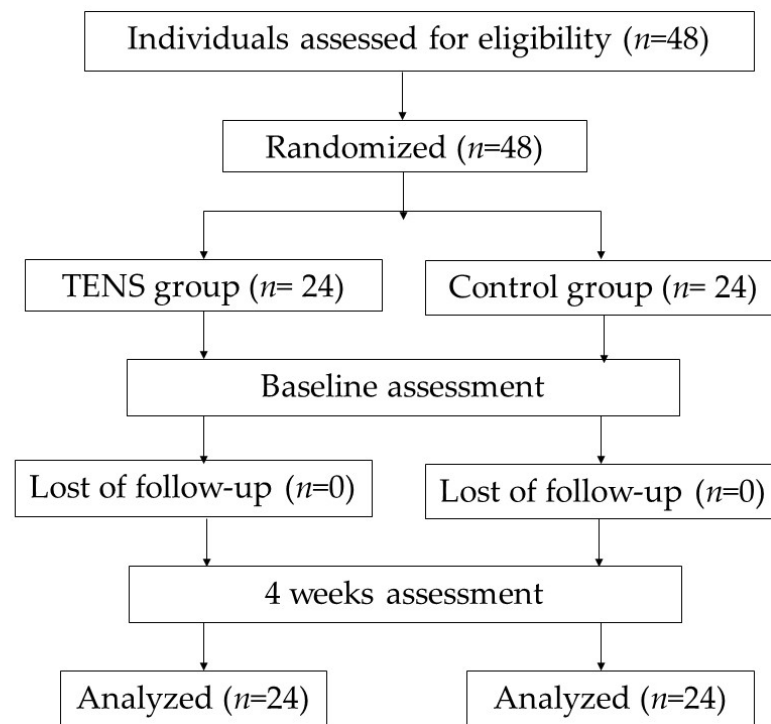 Individuals assessed for eligibility (n=48)
Randomized (n=48)
TENS group (n= 24)
Control group (n= 24)
Baseline assessment
Lost of follow-up (n=0)
Lost of follow-up (n=0)
4 weeks assessment
Analyzed (n=24)
Analyzed (n=24)